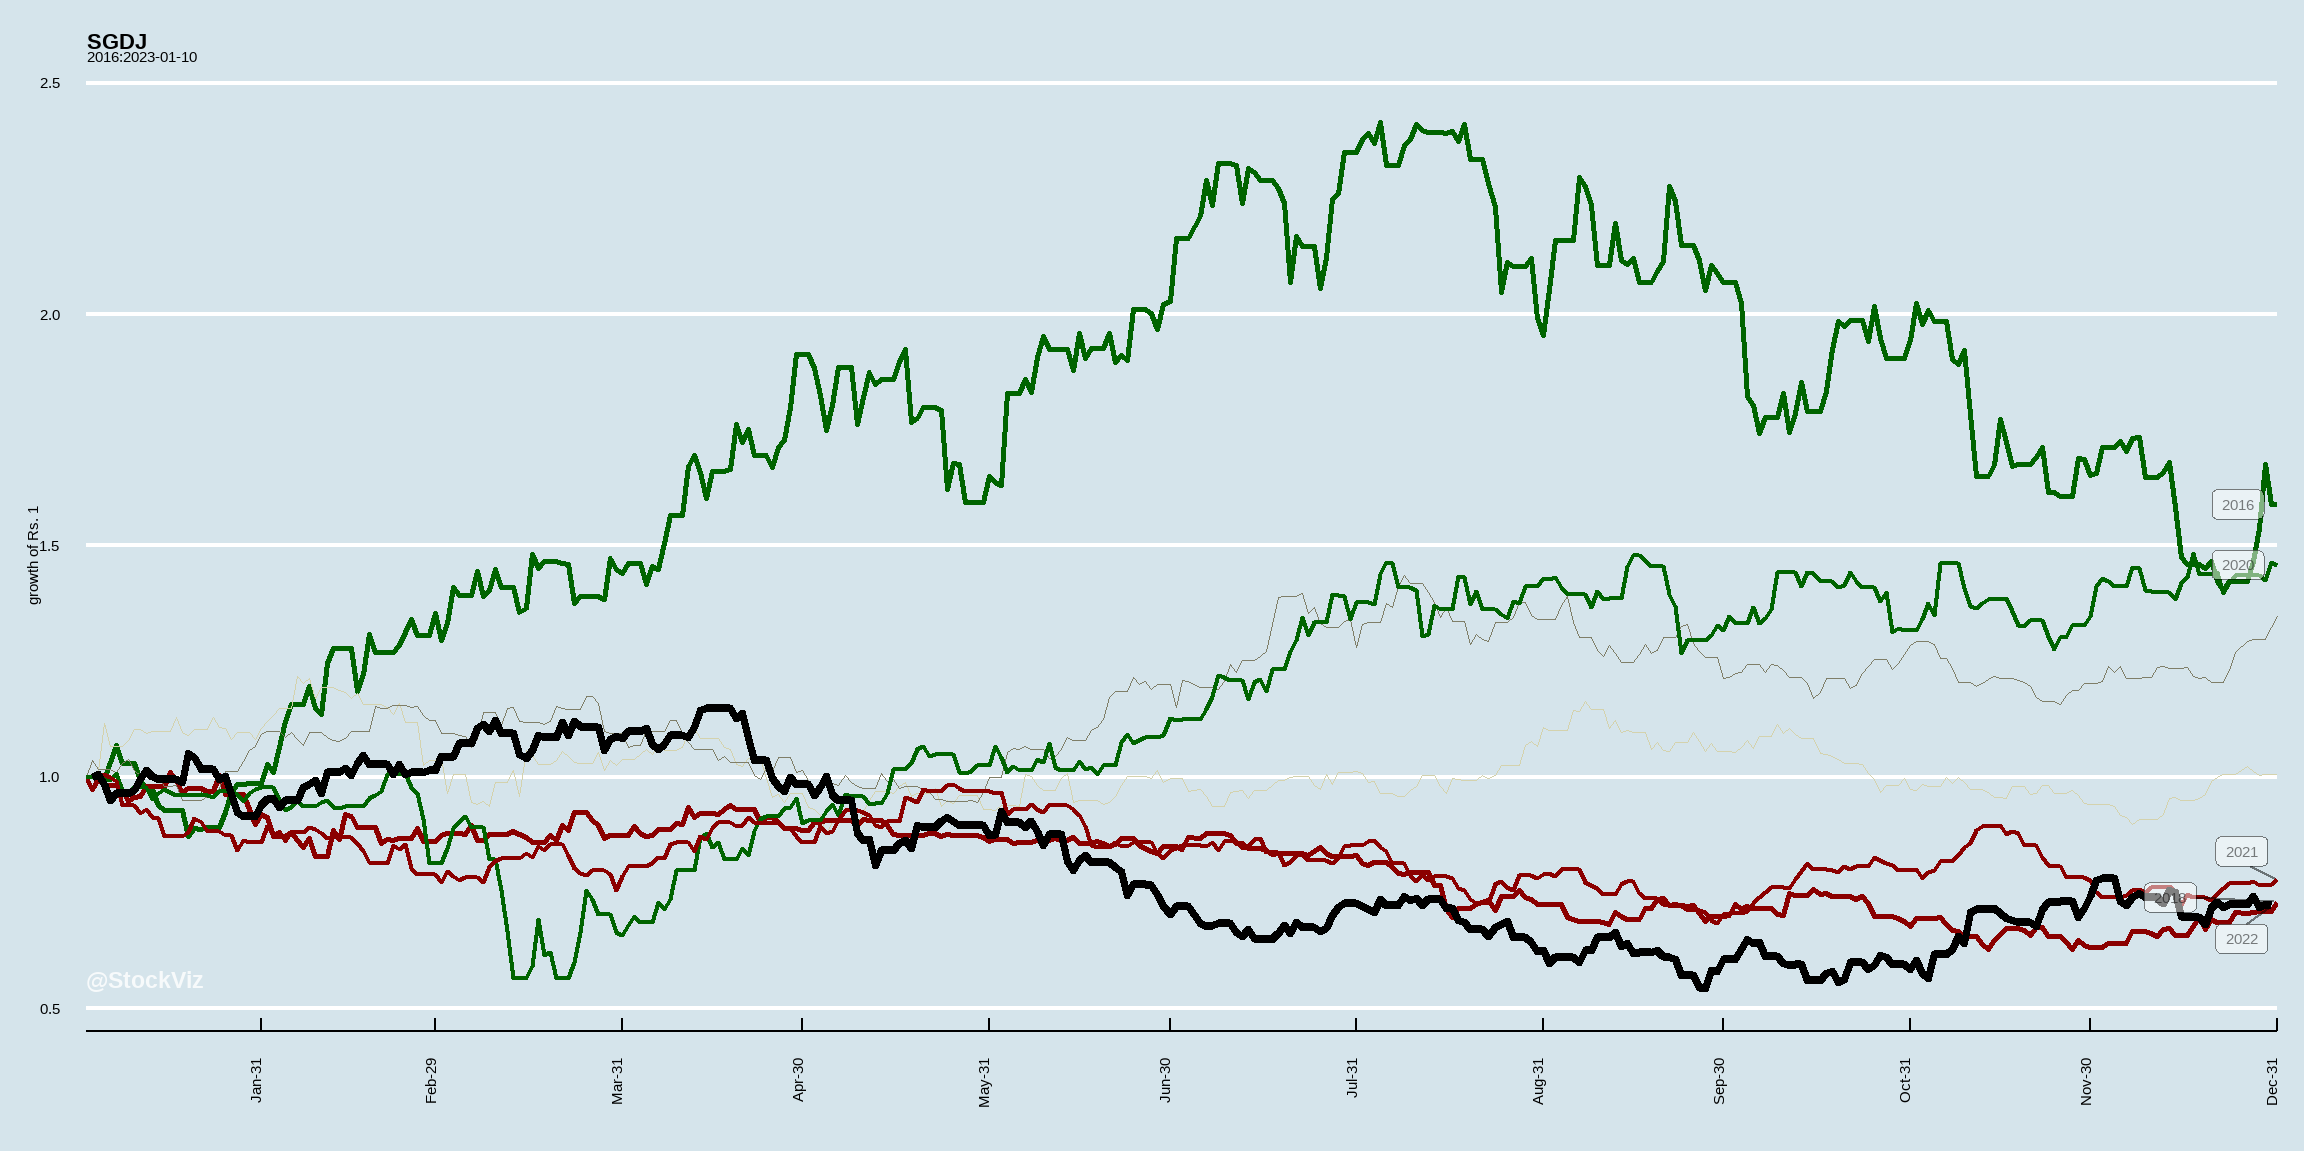 SGDJ
2016:2023-01-10
2.5
2.0
1.5
1.0
0.5
growth of Rs. 1
2016
2020
2021
2018
2022
@StockViz
Jan-31
Feb-29
Mar-31
Apr-30
May-31
Jun-30
Jul-31
Aug-31
Sep-30
Oct-31
Nov-30
Dec-31